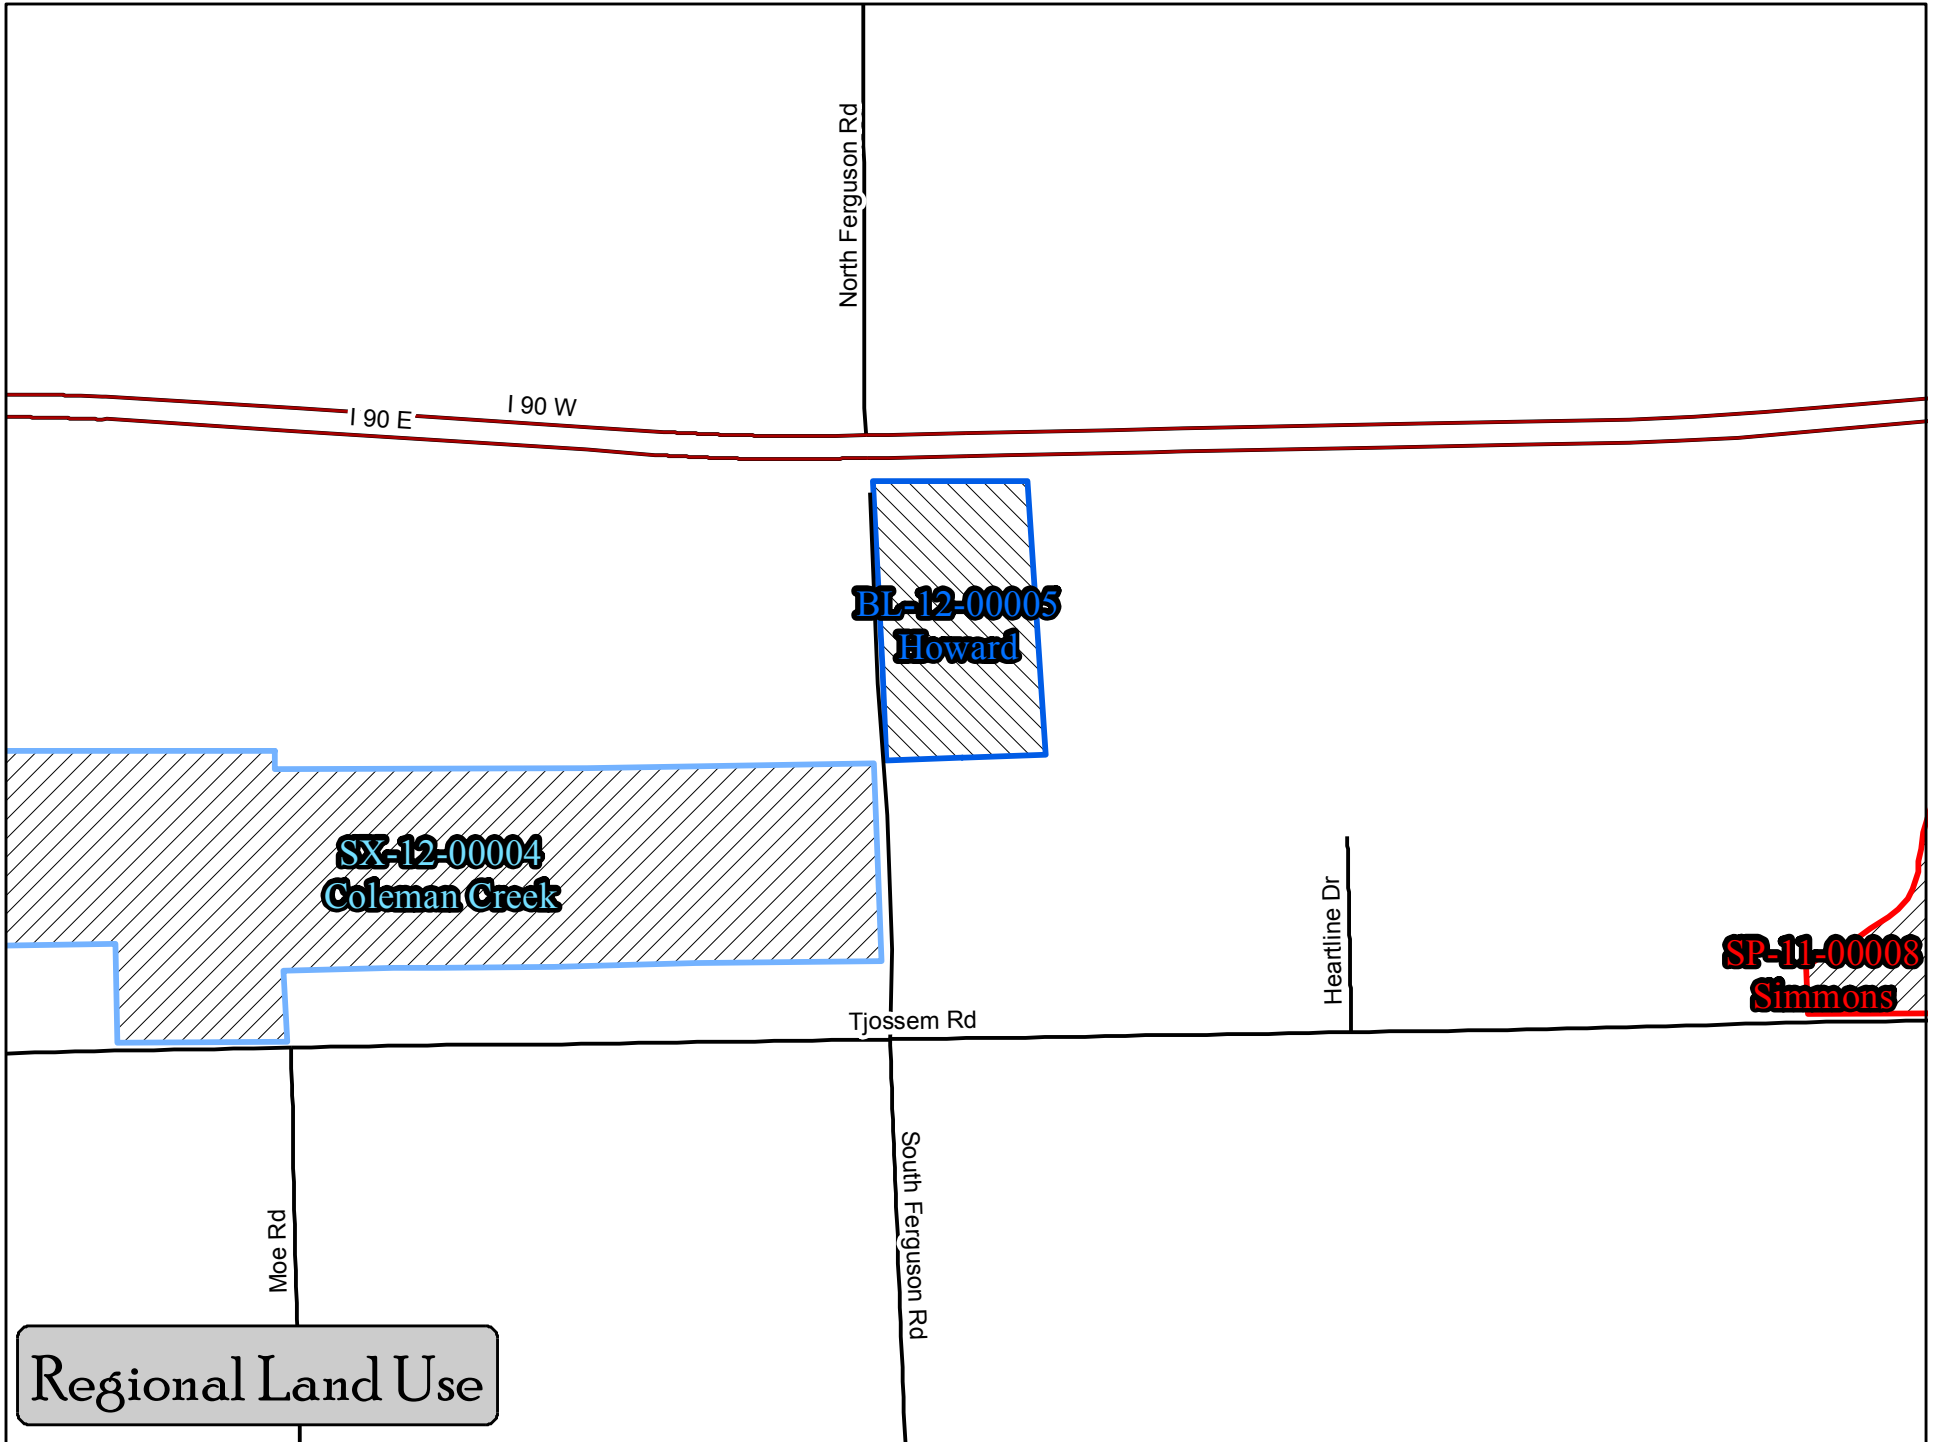 North Ferguson Rd
I 90 W
I 90 E
BL-12-00005
Howard
SX-12-00004
Coleman Creek
Heartline Dr
SP-11-00008
Simmons
Tjossem Rd
South Ferguson Rd
Moe Rd
Regional Land Use